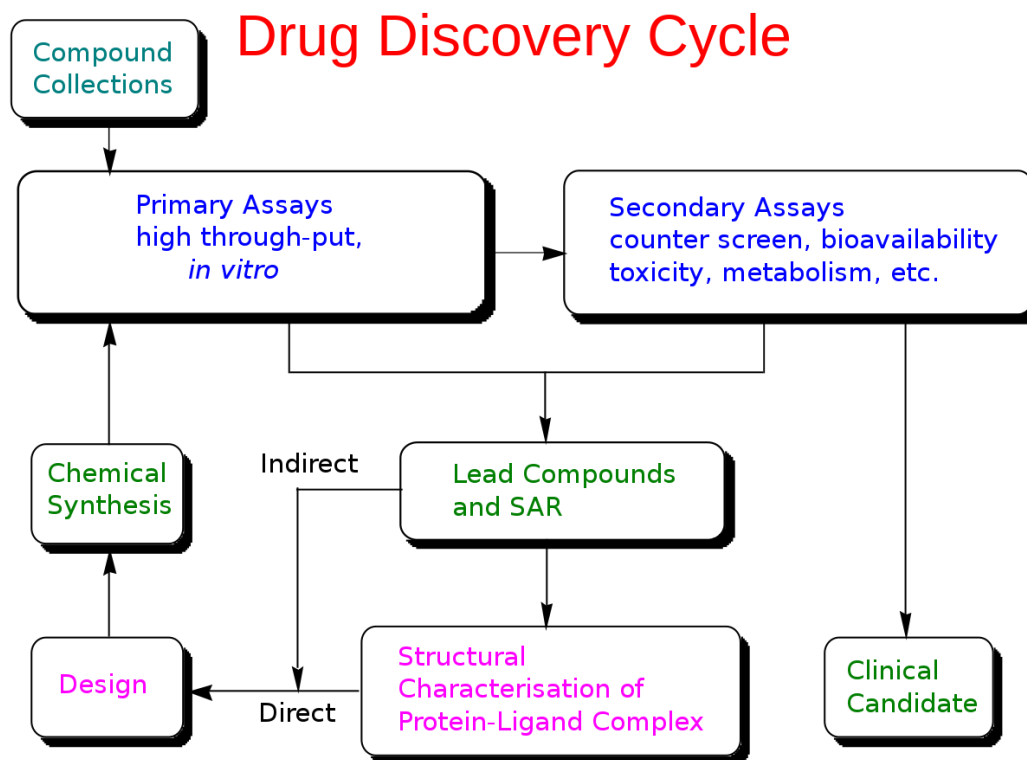 Drug Discovery Cycle
Compound
Collections
Primary Assays
high through-put,
in vitro
Secondary Assays
counter screen, bioavailability
toxicity, metabolism, etc.
Chemical
Synthesis
Indirect
Lead Compounds
and SAR
Design
Direct
Structural
Characterisation of
Protein-Ligand Complex
Clinical
Candidate